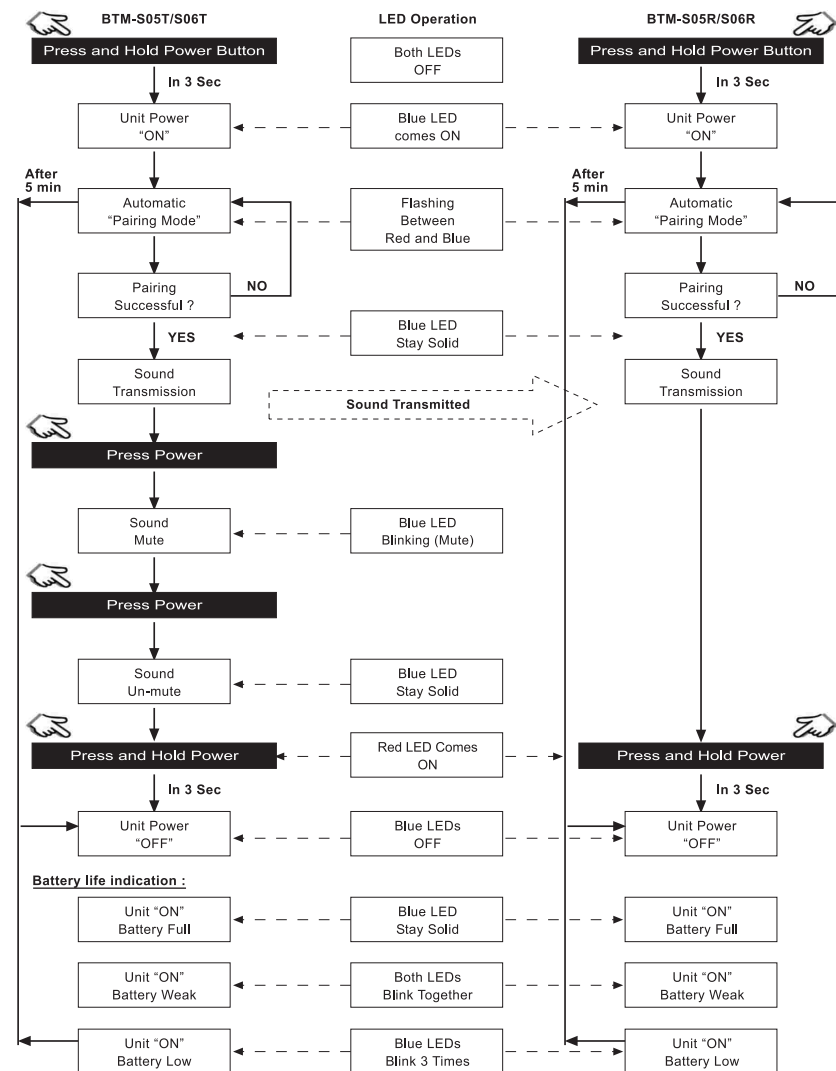 BTM-S05T/S06T
LED Operation
BTM-S05R/S06R
Press and Hold Power Button
Both LEDs
OFF
Press and Hold Power Button
In 3 Sec
In 3 Sec
Unit Power
“ON”
Blue LED
comes ON
Unit Power
“ON”
After
5 min
After
5 min
Automatic
“Pairing Mode”
Flashing
Between
Red and Blue
Automatic
“Pairing Mode”
Pairing
Successful ?
NO
Pairing
Successful ?
NO
YES
Blue LED
Stay Solid
YES
Sound
Transmission
Sound Transmitted
Sound
Transmission
Press Power
Sound
Mute
Blue LED
Blinking (Mute)
Press Power
Sound
Un-mute
Blue LED
Stay Solid
Press and Hold Power
Red LED Comes
ON
Press and Hold Power
In 3 Sec
In 3 Sec
Unit Power
“OFF”
Blue LEDs
OFF
Unit Power
“OFF”
Battery life indication :
Unit “ON”
Battery Full
Blue LED
Stay Solid
Unit “ON”
Battery Full
Unit “ON”
Battery Weak
Both LEDs
Blink Together
Unit “ON”
Battery Weak
Unit “ON”
Battery Low
Blue LEDs
Blink 3 Times
Unit “ON”
Battery Low